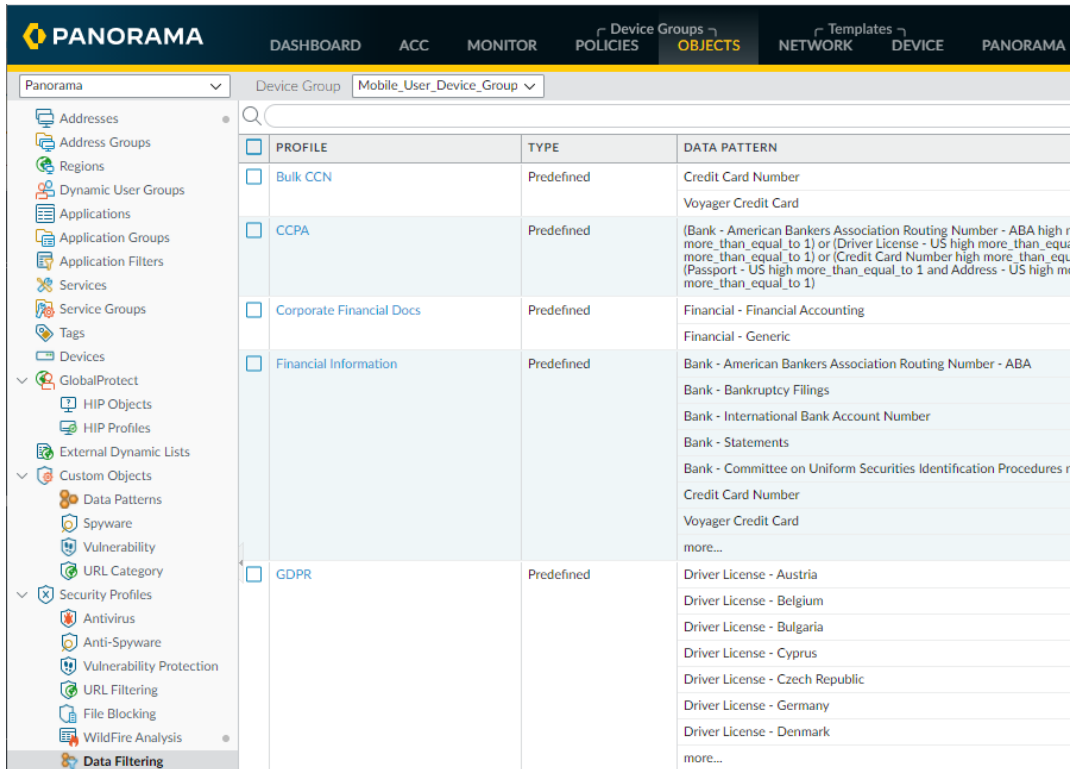 PANORAMA
DASHBOARD ACC MONITOR Device Groups POLICIES OBJECTS Templates NETWORK DEVICE PANORAMA
Panorama Device Group Mobile_User_Device_Group
Addresses
Address Groups
Regions
Dynamic User Groups
Applications
Application Groups
Application Filters
Services
Service Groups
Tags
Devices
GlobalProtect
HIP Objects
HIP Profiles
External Dynamic Lists
Custom Objects
Data Patterns
Spyware
Vulnerability
URL Category
Security Profiles
Antivirus
Anti-Spyware
Vulnerability Protection
URL Filtering
File Blocking
WildFire Analysis
Data Filtering
PROFILE TYPE DATA PATTERN
Bulk CCN Predefined Credit Card Number
Voyager Credit Card
CCPA Predefined (Bank - American Bankers Association Routing Number - ABA high
more_than_equal_to 1) or (Driver License - US high
more_than_equal_to 1) or (Credit Card Number high
(Passport - US high more_than_equal_to 1 and Address - US high
more_than_equal_to 1)
Corporate Financial Docs Predefined Financial - Financial Accounting
Financial - Generic
Financial Information Predefined Bank - American Bankers Association Routing Number - ABA
Bank - Bankruptcy Filings
Bank - International Bank Account Number
Bank - Statements
Bank - Committee on Uniform Securities Identification Procedures
Credit Card Number
Voyager Credit Card
more...
GDPR Predefined Driver License - Austria
Driver License - Belgium
Driver License - Bulgaria
Driver License - Cyprus
Driver License - Czech Republic
Driver License - Germany
Driver License - Denmark
more...